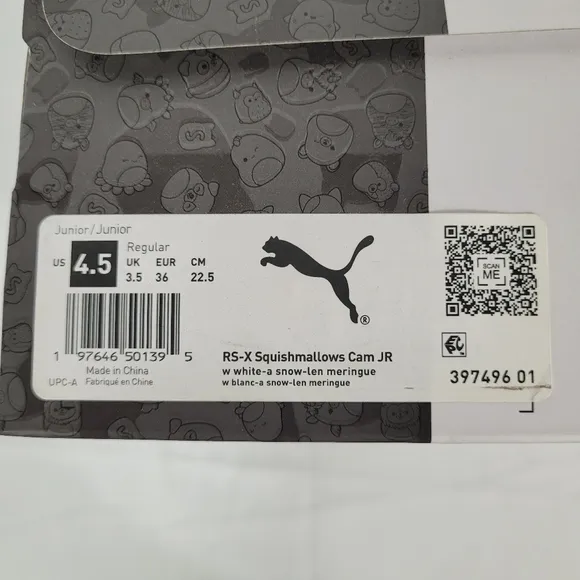 Junior/Junior
Regular
US 4.5 UK EUR CM
3.5 36 22.5
®
SCAN
ME
1 97646 50139 5
Made in China
UPC-A Fabriqué en Chine
RS-X Squishmallows Cam JR
w white-a snow-len meringue
w blanc-a snow-len meringue
397496 01